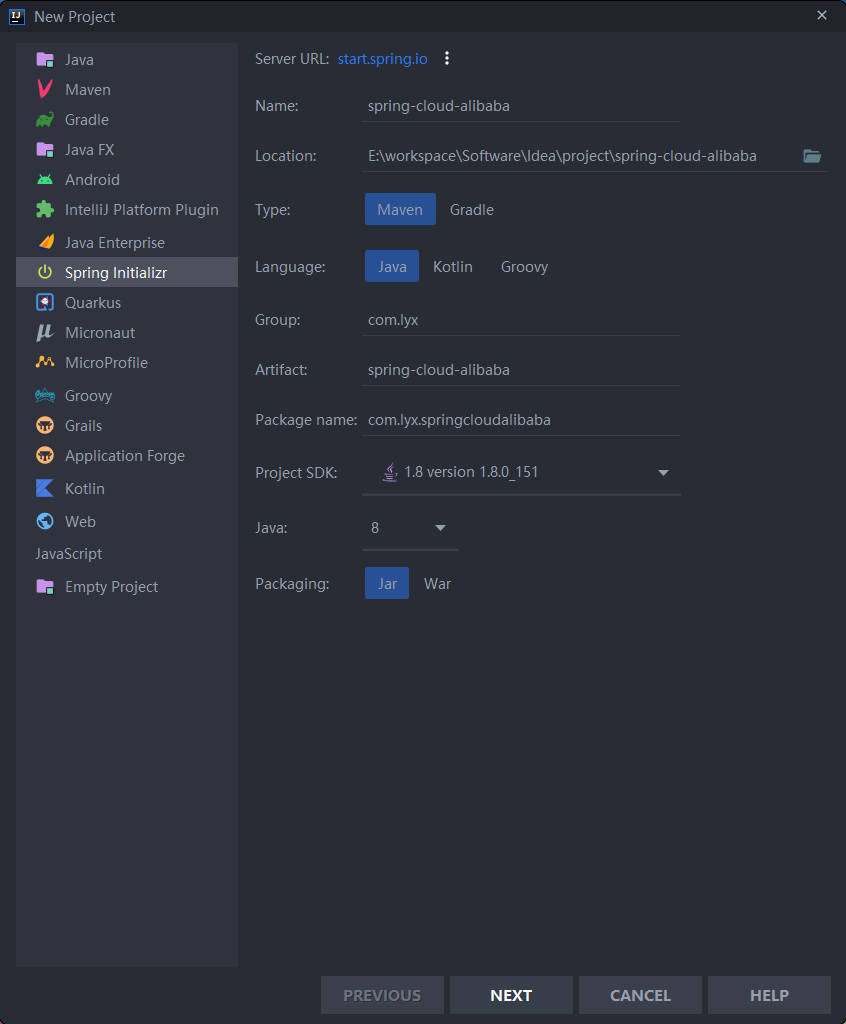 New Project
Java
Maven
Gradle
Java FX
Android
IntelliJ Platform Plugin
Java Enterprise
Spring Initializr
Quarkus
Micronaut
MicroProfile
Groovy
Grails
Application Forge
Kotlin
Web
JavaScript
Empty Project
Server URL: start.spring.io
Name: spring-cloud-alibaba
Location: E:\workspace\Software\Idea\project\spring-cloud-alibaba
Type: Maven Gradle
Language: Java Kotlin Groovy
Group: com.lyx
Artifact: spring-cloud-alibaba
Package name: com.lyx.springcloudalibaba
Project SDK: 1.8 version 1.8.0_151
Java: 8
Packaging: Jar War
PREVIOUS NEXT CANCEL HELP